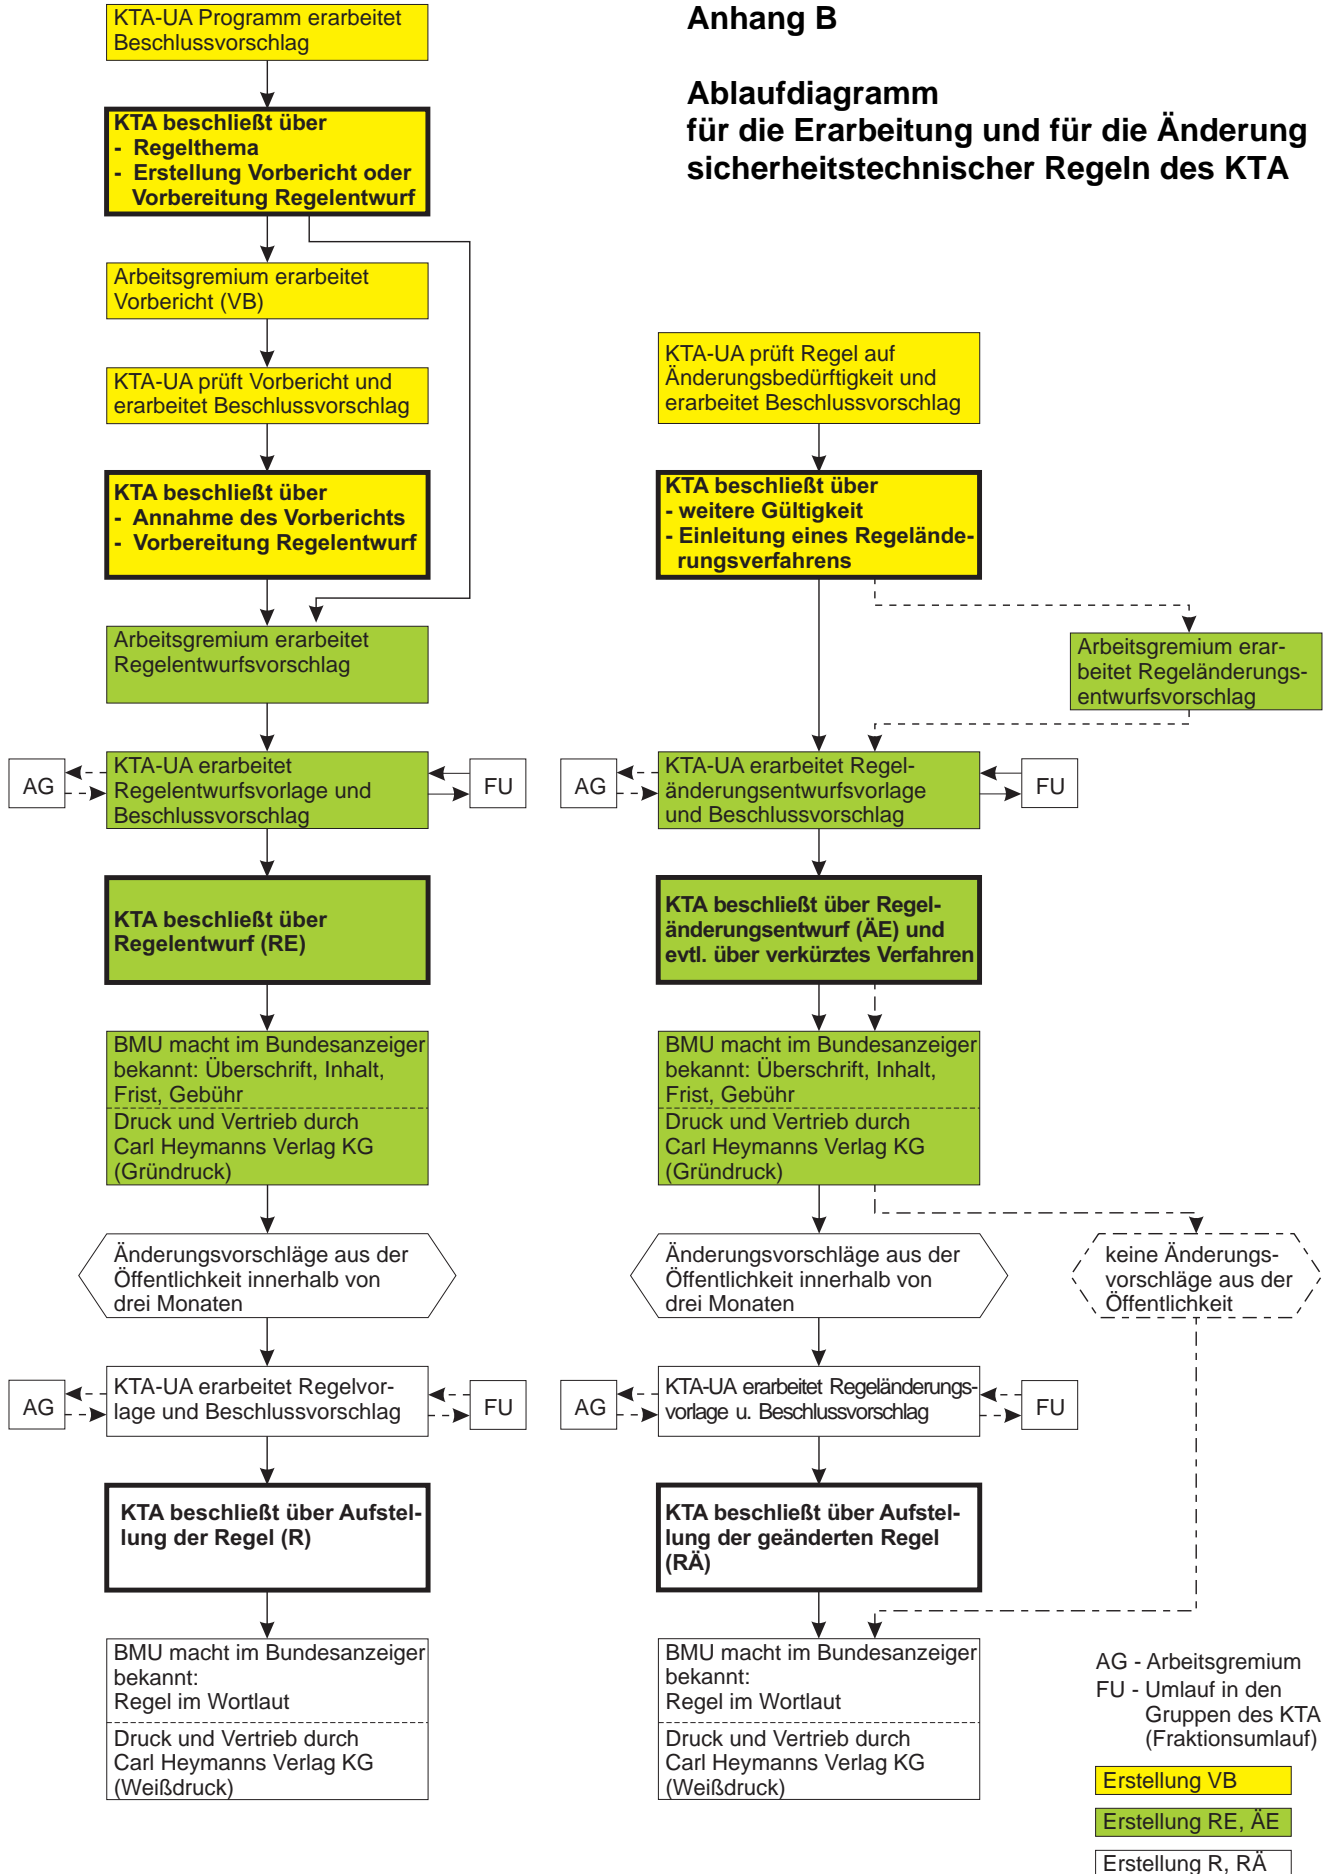 Anhang B
Ablaufdiagramm
für die Erarbeitung und für die Änderung
sicherheitstechnischer Regeln des KTA
KTA-UA Programm erarbeitet
Beschlussvorschlag
KTA beschließt über
- Regelthema
- Erstellung Vorbericht oder
Vorbereitung Regelentwurf
Arbeitsgremium erarbeitet
Vorbericht (VB)
KTA-UA prüft Vorbericht und
erarbeitet Beschlussvorschlag
KTA beschließt über
- Annahme des Vorberichts
- Vorbereitung Regelentwurf
Arbeitsgremium erarbeitet
Regelentwurfsvorschlag
AG
KTA-UA erarbeitet
Regelentwurfsvorlage und
Beschlussvorschlag
FU
KTA beschließt über
Regelentwurf (RE)
BMU macht im Bundesanzeiger
bekannt: Überschrift, Inhalt,
Frist, Gebühr
Druck und Vertrieb durch
Carl Heymanns Verlag KG
(Gründruck)
Änderungsvorschläge aus der
Öffentlichkeit innerhalb von
drei Monaten
AG
KTA-UA erarbeitet Regelvor-
lage und Beschlussvorschlag
FU
KTA beschließt über Aufstel-
lung der Regel (R)
BMU macht im Bundesanzeiger
bekannt:
Regel im Wortlaut
Druck und Vertrieb durch
Carl Heymanns Verlag KG
(Weißdruck)
KTA-UA prüft Regel auf
Änderungsbedürftigkeit und
erarbeitet Beschlussvorschlag
KTA beschließt über
- weitere Gültigkeit
- Einleitung eines Regelände-
rungsverfahrens
Arbeitsgremium erar-
beitet Regeländerungs-
entwurfsvorschlag
AG
KTA-UA erarbeitet Regel-
änderungsentwurfsvorlage
und Beschlussvorschlag
FU
KTA beschließt über Regel-
änderungsentwurf (ÄE) und
evtl. über verkürztes Verfahren
BMU macht im Bundesanzeiger
bekannt: Überschrift, Inhalt,
Frist, Gebühr
Druck und Vertrieb durch
Carl Heymanns Verlag KG
(Gründruck)
Änderungsvorschläge aus der
Öffentlichkeit innerhalb von
drei Monaten
keine Änderungs-
vorschläge aus der
Öffentlichkeit
AG
KTA-UA erarbeitet Regeländerungs-
vorlage u. Beschlussvorschlag
FU
KTA beschließt über Aufstel-
lung der geänderten Regel
(RÄ)
BMU macht im Bundesanzeiger
bekannt:
Regel im Wortlaut
Druck und Vertrieb durch
Carl Heymanns Verlag KG
(Weißdruck)
AG - Arbeitsgremium
FU - Umlauf in den
Gruppen des KTA
(Fraktionsumlauf)
Erstellung VB
Erstellung RE, ÄE
Erstellung R, RÄ